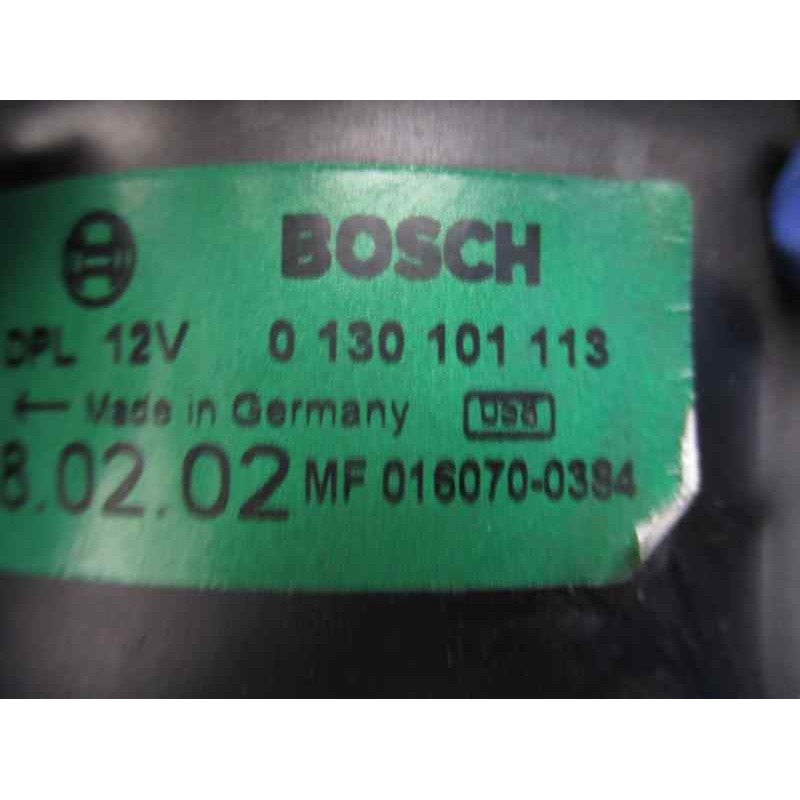 BOSCH
DPL 12V 0 130 101 113
← Made in Germany
8.02.02 MF 016070-0384